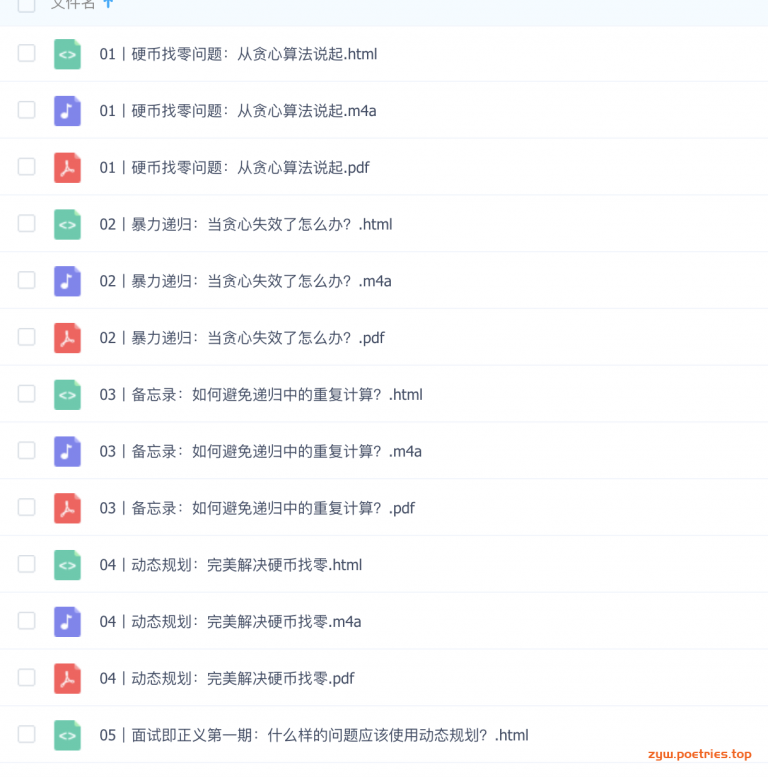 文件名
01丨硬币找零问题：从贪心算法说起.html
01丨硬币找零问题：从贪心算法说起.m4a
01丨硬币找零问题：从贪心算法说起.pdf
02丨暴力递归：当贪心失效了怎么办？.html
02丨暴力递归：当贪心失效了怎么办？.m4a
02丨暴力递归：当贪心失效了怎么办？.pdf
03丨备忘录：如何避免递归中的重复计算？.html
03丨备忘录：如何避免递归中的重复计算？.m4a
03丨备忘录：如何避免递归中的重复计算？.pdf
04丨动态规划：完美解决硬币找零.html
04丨动态规划：完美解决硬币找零.m4a
04丨动态规划：完美解决硬币找零.pdf
05丨面试即正义第一期：什么样的问题应该使用动态规划？.html
zyw.poetries.top